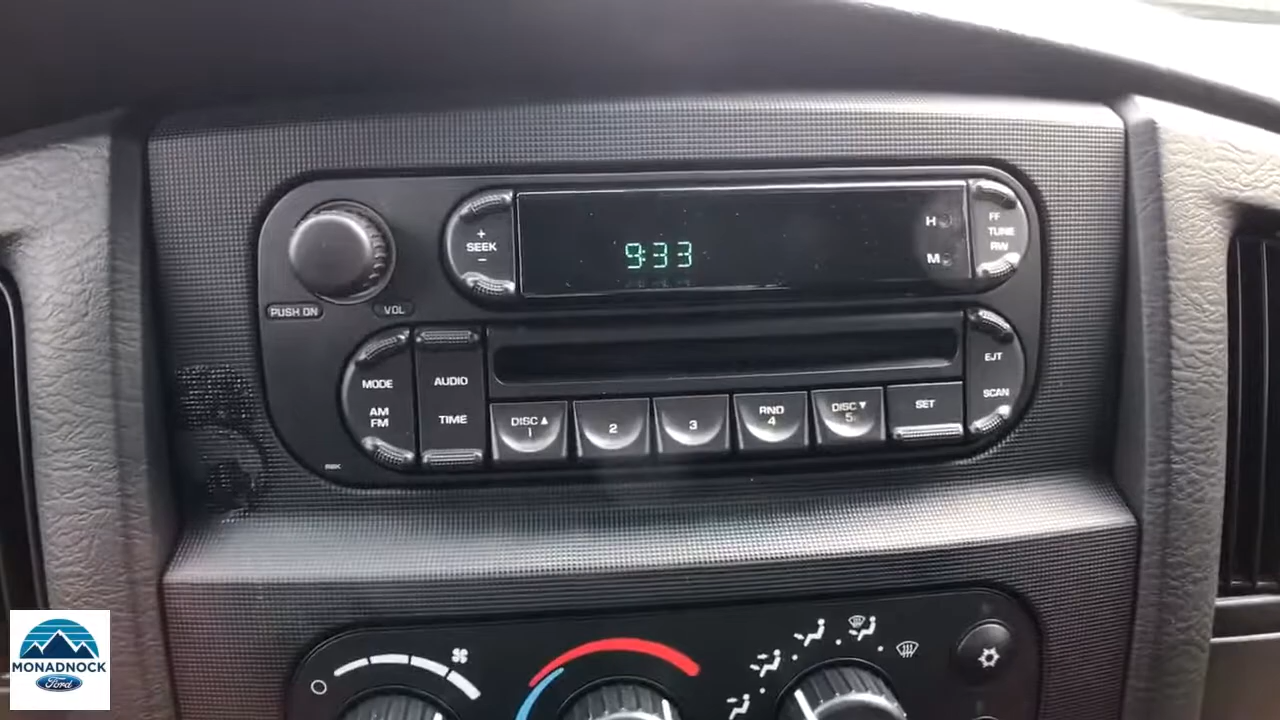 +
SEEK
-
9:33
H
M
FF
TUNE
RW
PUSH ON
VOL
MODE
AM
FM
AUDIO
TIME
EJT
SCAN
DISC ▲
1
2
3
RND
4
DISC ▼
5
SET
RBK
MONADNOCK
Ford